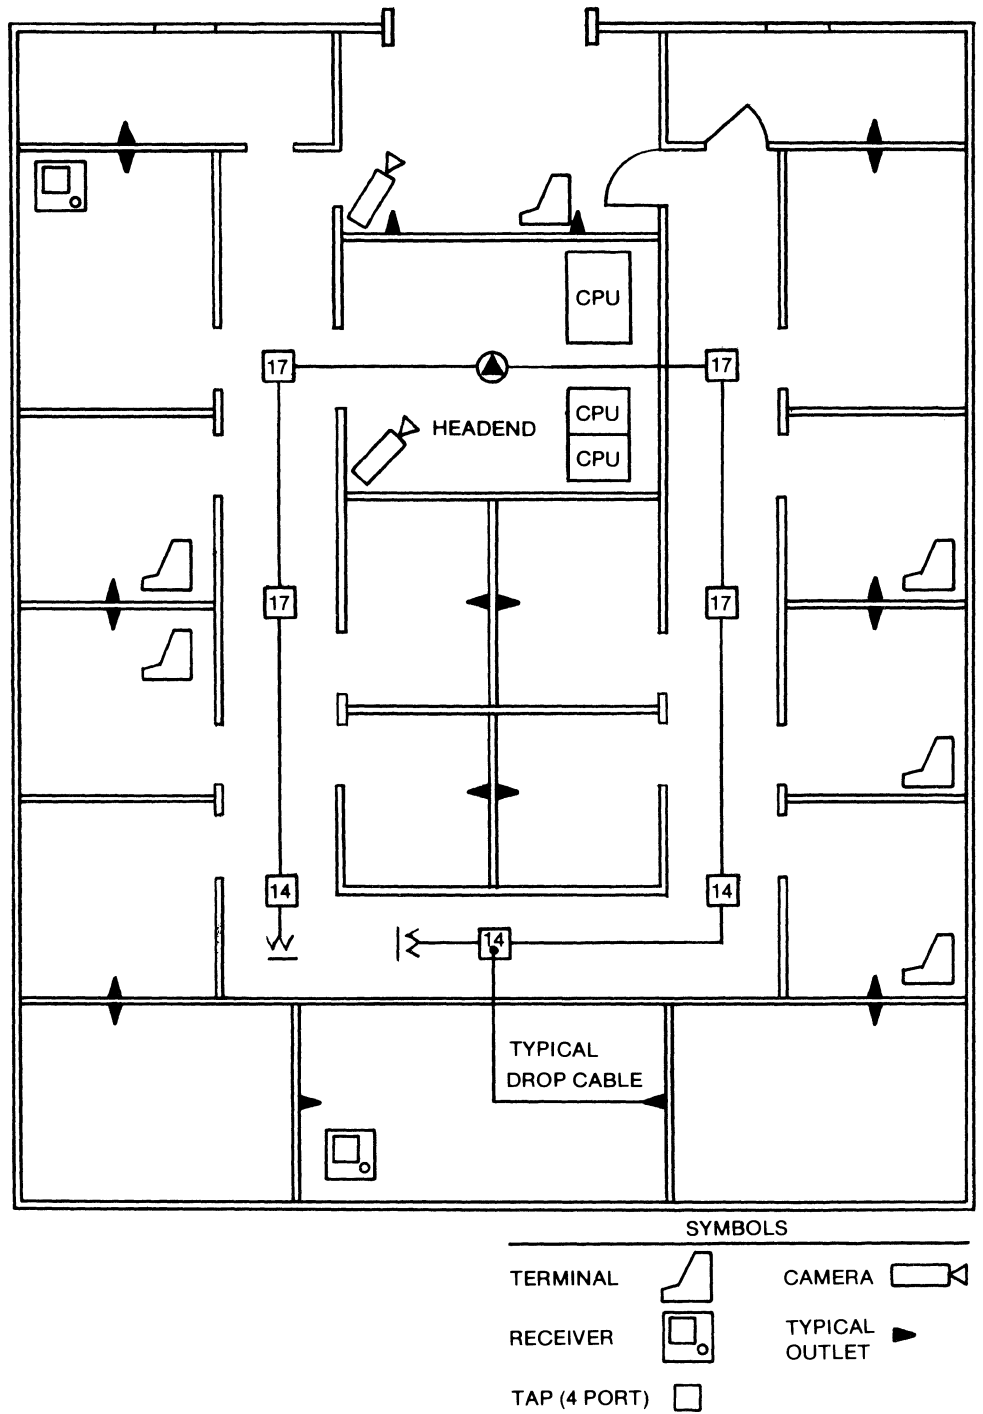 CPU
17
17
CPU
HEADEND
CPU
17
17
14
14
14
TYPICAL
DROP CABLE
SYMBOLS
TERMINAL
CAMERA
RECEIVER
TYPICAL
OUTLET
TAP (4 PORT)